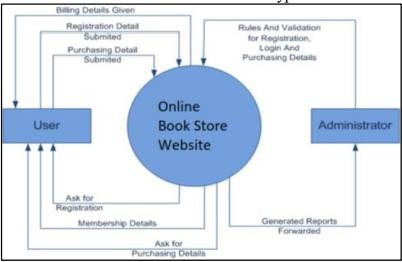 Billing Details Given
Registration Detail
Submited
Purchasing Detail
Submited
Rules And Validation
for Registration,
Login And
Purchasing Details
User
Online
Book Store
Website
Administrator
Ask for
Registration
Membership Details
Ask for
Purchasing Details
Generated Reports
Forwarded